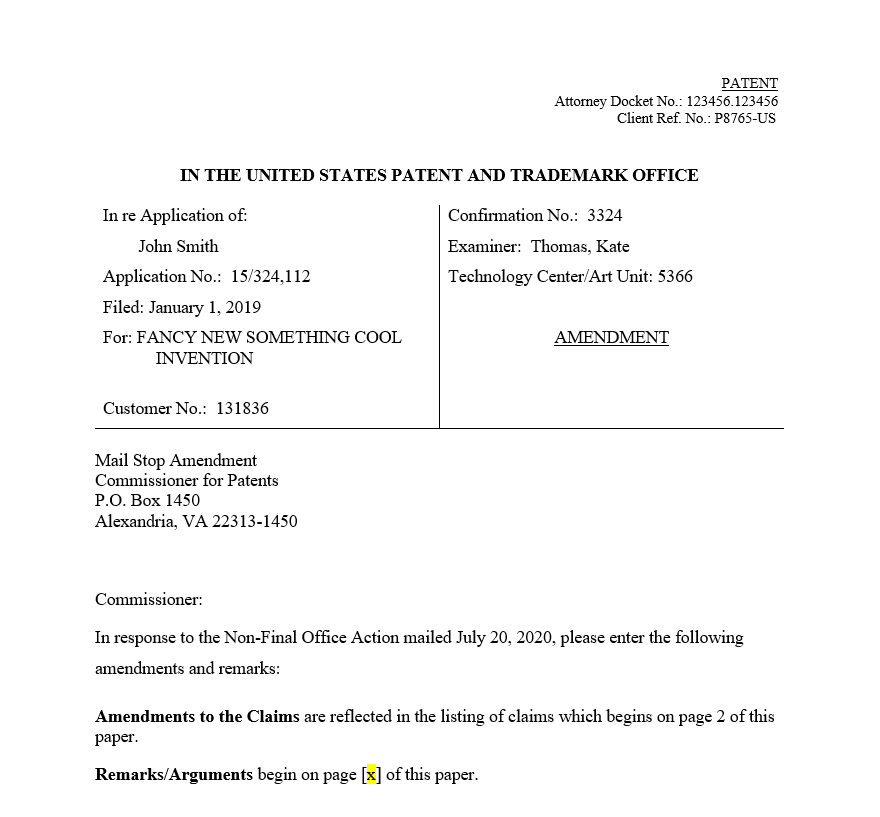 PATENT
Attorney Docket No.: 123456.123456
Client Ref. No.: P8765-US
IN THE UNITED STATES PATENT AND TRADEMARK OFFICE
In re Application of:
John Smith
Application No.: 15/324,112
Filed: January 1, 2019
For: FANCY NEW SOMETHING COOL
INVENTION
Customer No.: 131836
Confirmation No.: 3324
Examiner: Thomas, Kate
Technology Center/Art Unit: 5366
AMENDMENT
Mail Stop Amendment
Commissioner for Patents
P.O. Box 1450
Alexandria, VA 22313-1450
Commissioner:
In response to the Non-Final Office Action mailed July 20, 2020, please enter the following
amendments and remarks:
Amendments to the Claims are reflected in the listing of claims which begins on page 2 of this
paper.
Remarks/Arguments begin on page [x] of this paper.